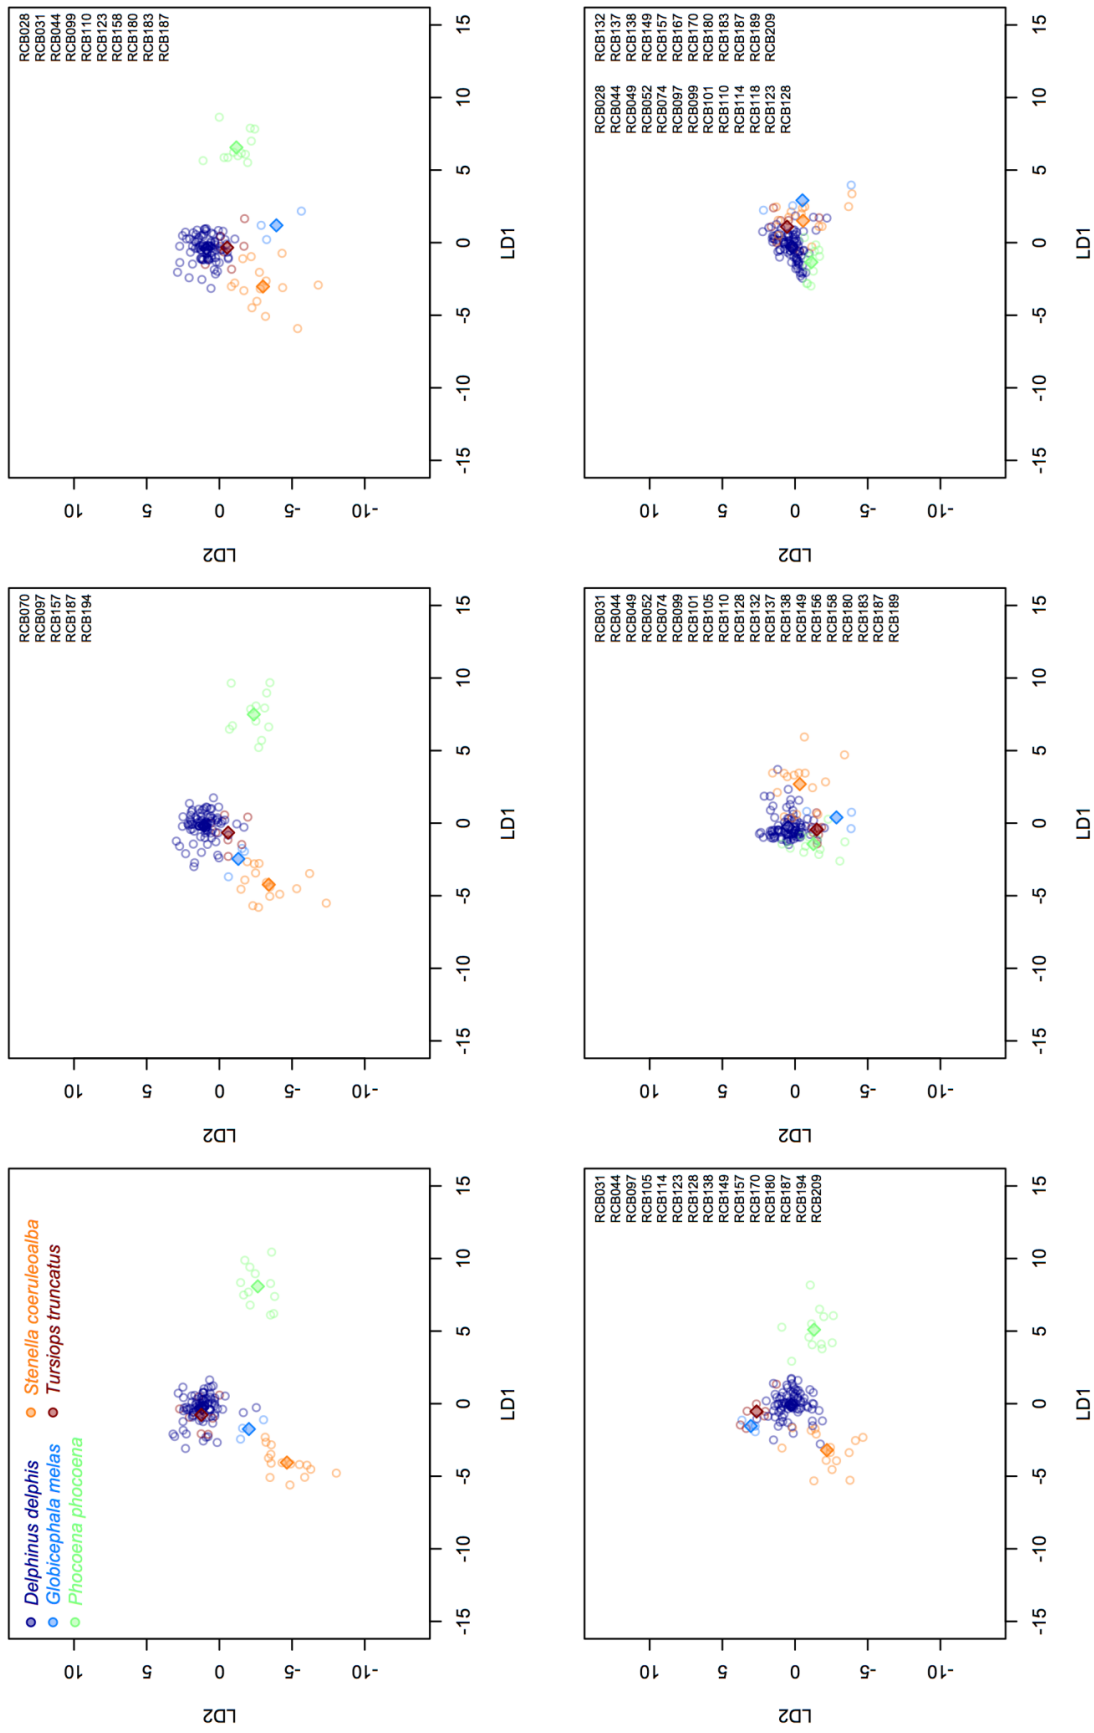 Delphinus delphis
Globicephala melas
Phocoena phocoena
Stenella coeruleoalba
Tursiops truncatus
LD2
10
5
0
-5
-10
-15 -10 -5 0 5 10 15
LD1
RCB070
RCB097
RCB157
RCB187
RCB194
LD2
10
5
0
-5
-10
-15 -10 -5 0 5 10 15
LD1
RCB028
RCB031
RCB044
RCB099
RCB110
RCB123
RCB158
RCB180
RCB183
RCB187
LD2
10
5
0
-5
-10
-15 -10 -5 0 5 10 15
LD1
RCB031
RCB044
RCB097
RCB105
RCB114
RCB123
RCB128
RCB138
RCB149
RCB157
RCB170
RCB180
RCB187
RCB194
RCB209
LD2
10
5
0
-5
-10
-15 -10 -5 0 5 10 15
LD1
RCB031
RCB044
RCB049
RCB052
RCB074
RCB099
RCB101
RCB105
RCB110
RCB128
RCB132
RCB137
RCB138
RCB149
RCB156
RCB158
RCB180
RCB183
RCB187
RCB189
LD2
10
5
0
-5
-10
-15 -10 -5 0 5 10 15
LD1
RCB028 RCB132
RCB044 RCB137
RCB049 RCB138
RCB052 RCB149
RCB074 RCB157
RCB097 RCB167
RCB099 RCB170
RCB101 RCB180
RCB110 RCB183
RCB114 RCB187
RCB118 RCB189
RCB123 RCB209
RCB128
LD2
10
5
0
-5
-10
-15 -10 -5 0 5 10 15
LD1